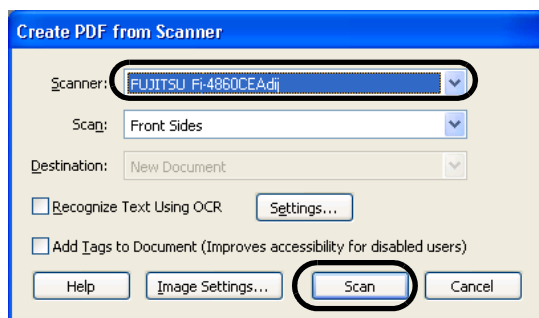 Create PDF from Scanner
Scanner: FUJITSU Fi-4860CEAdij
Scan: Front Sides
Destination: New Document
Recognize Text Using OCR Settings...
Add Tags to Document (Improves accessibility for disabled users)
Help Image Settings... Scan Cancel